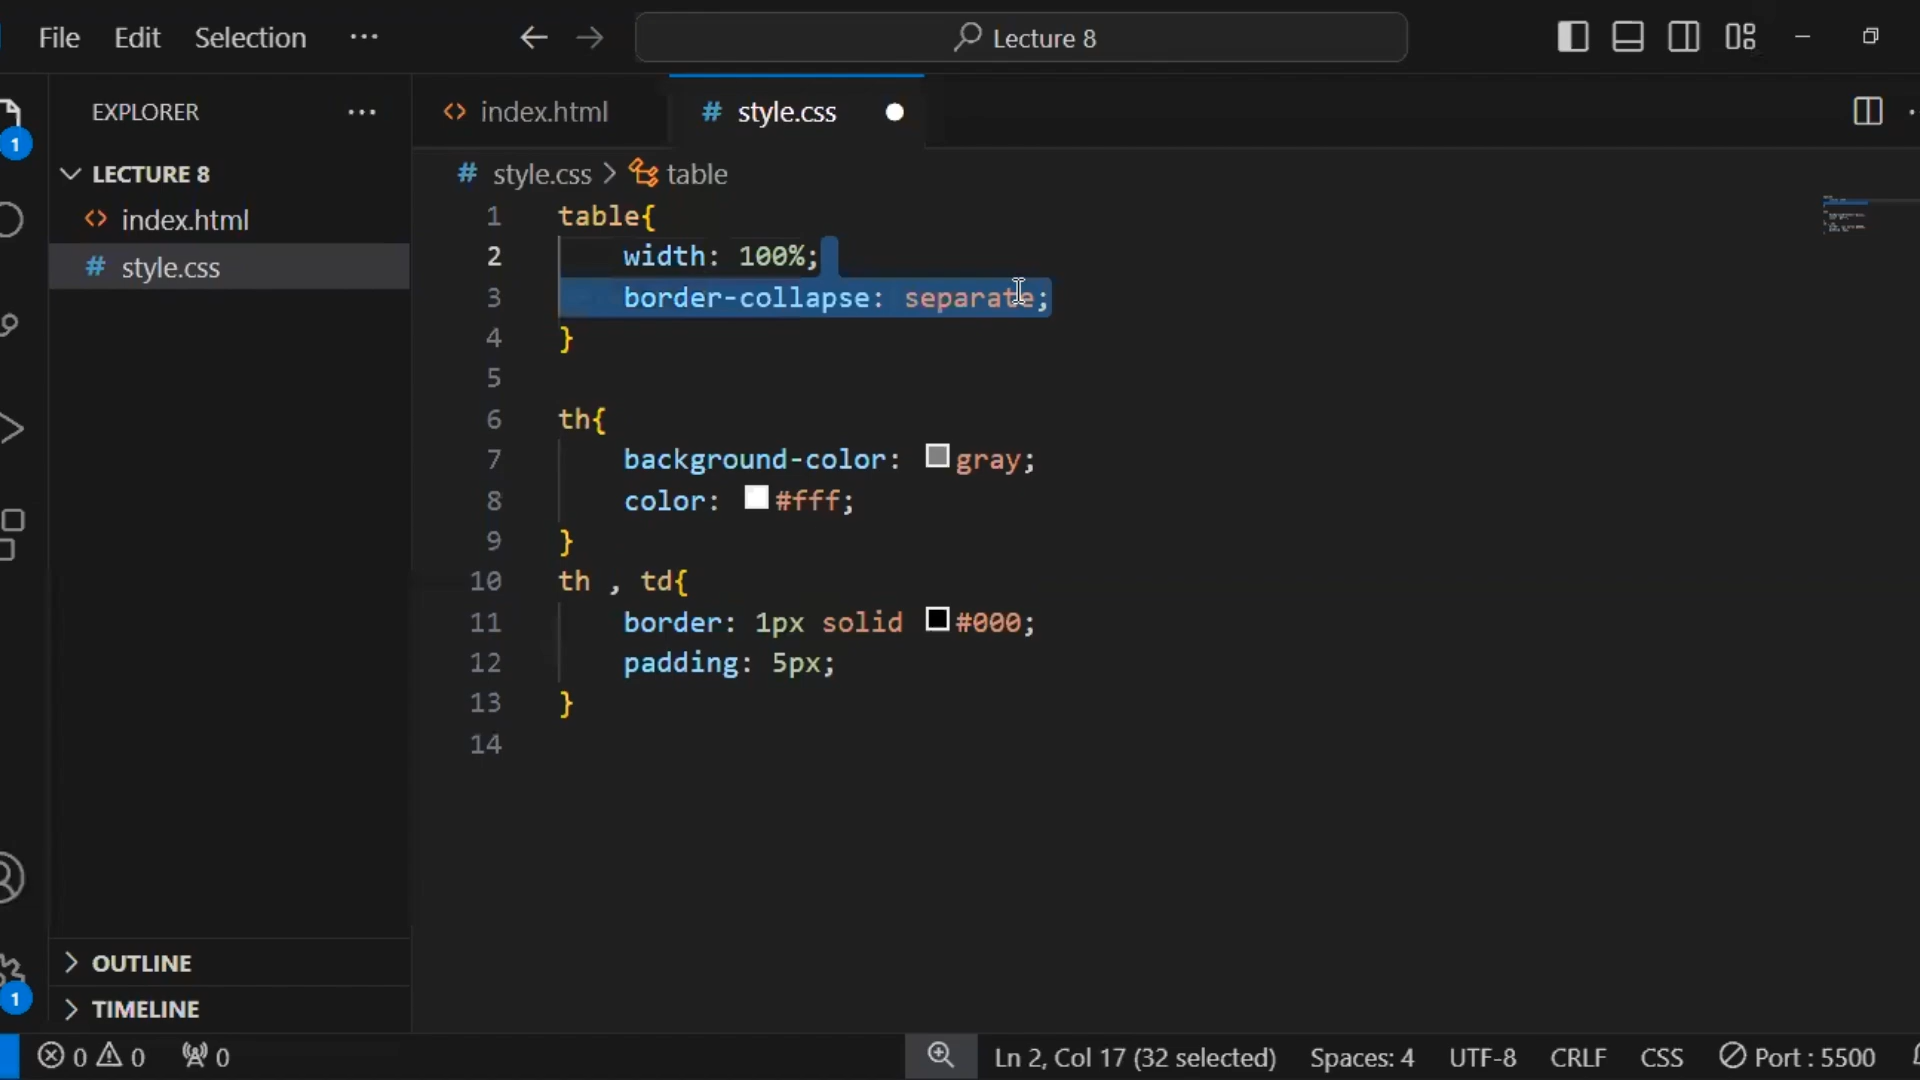 File Edit Selection ··· Lecture 8
EXPLORER ···
LECTURE 8
index.html
style.css
OUTLINE
TIMELINE
index.html # style.css
# style.css > table
1 table{
2 width: 100%;
3 border-collapse: separate;
4 }
5
6 th{
7 background-color: gray;
8 color: #fff;
9 }
10 th , td{
11 border: 1px solid #000;
12 padding: 5px;
13 }
14
1
1
0 0 0 Ln 2, Col 17 (32 selected) Spaces: 4 UTF-8 CRLF CSS Port : 5500